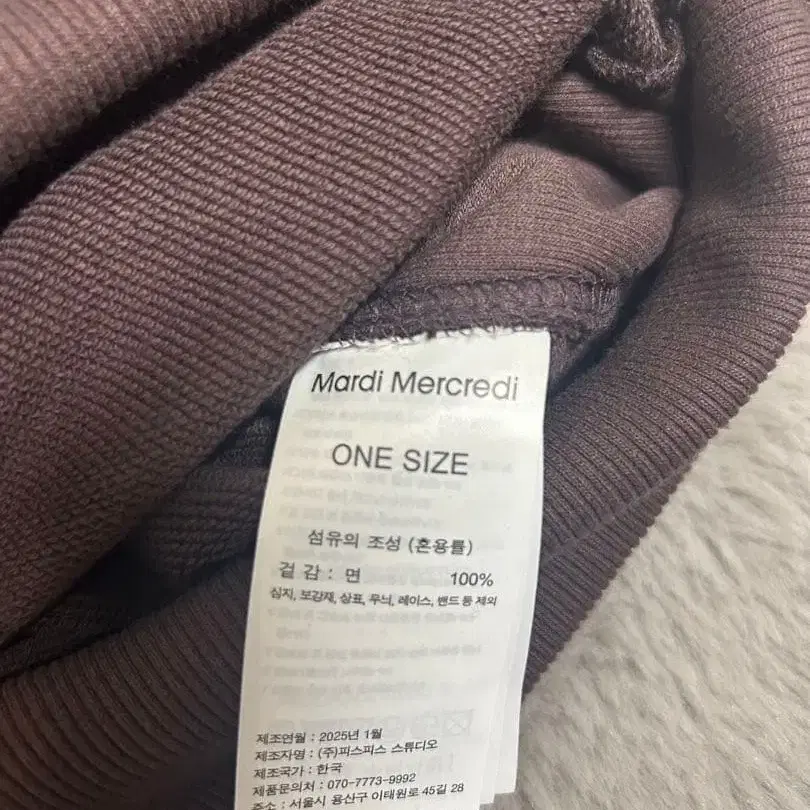 Mardi Mercredi
ONE SIZE
섬유의 조성 (혼용률)
겉 감 : 면 100%
심지, 보강재, 상표, 무늬, 레이스, 밴드 등 제외
제조연월 : 2025년 1월
제조자명 : (주)피스피스 스튜디오
제조국가 : 한국
제품문의처 : 070-7773-9992
주소 : 서울시 용산구 이태원로 45길 28